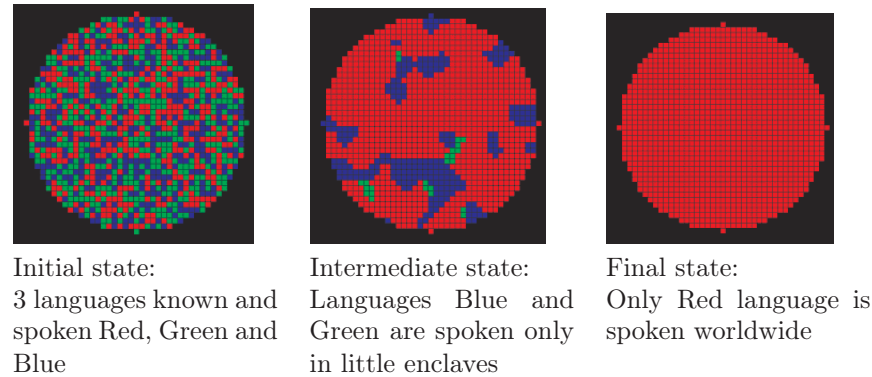 Initial state:
3 languages known and
spoken Red, Green and
Blue
Intermediate state:
Languages Blue and
Green are spoken only
in little enclaves
Final state:
Only Red language is
spoken worldwide